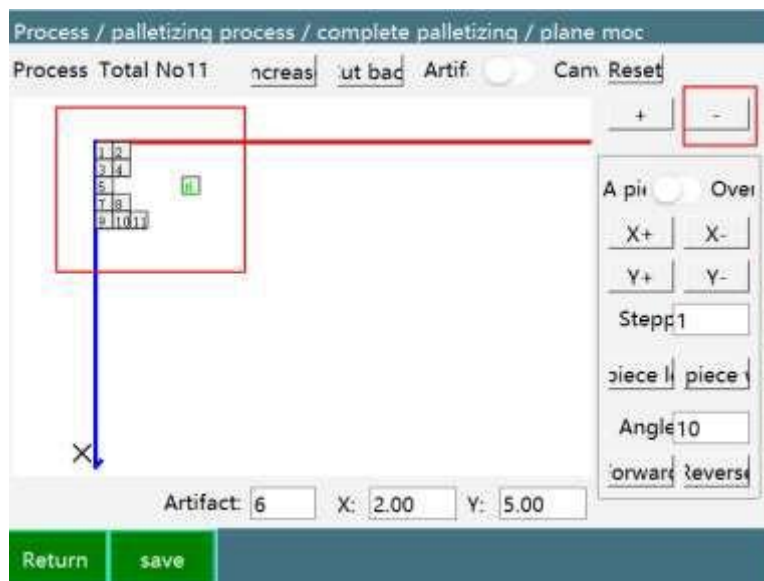 Process / palletizing process / complete palletizing / plane moc
Process Total No11 ncreas ut bac Artif. Cam Reset
+ -
1 2
3 4
5 6
7 8
9 10 11
A pi Over
X+ X-
Y+ Y-
Stepp 1
piece l piece
Angle 10
orward Reverse
X
Artifact: 6 X: 2.00 Y: 5.00
Return save